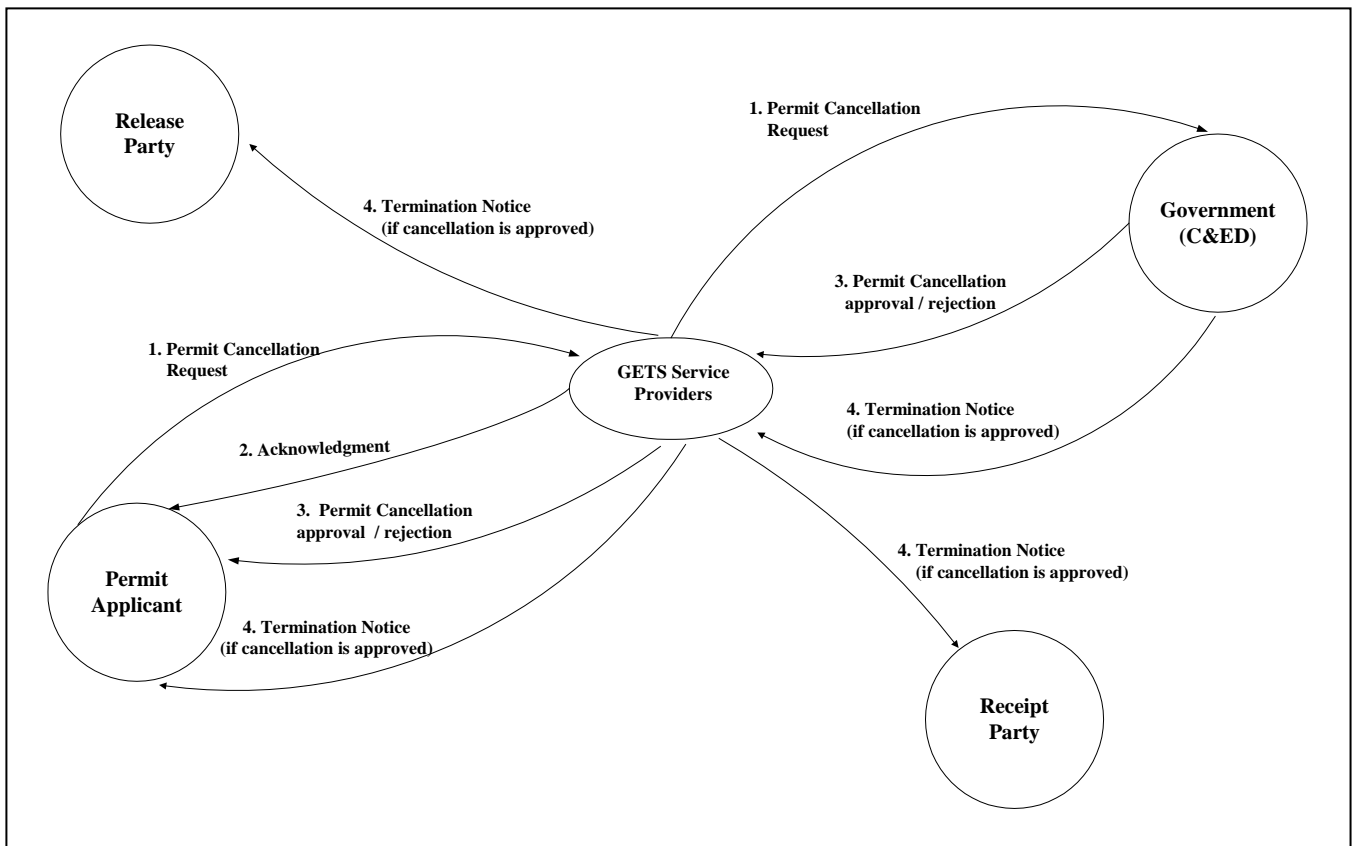 Release
Party
1. Permit Cancellation
Request
4. Termination Notice
(if cancellation is approved)
Government
(C&ED)
3. Permit Cancellation
approval / rejection
1. Permit Cancellation
Request
GETS Service
Providers
4. Termination Notice
(if cancellation is approved)
2. Acknowledgment
3. Permit Cancellation
approval / rejection
4. Termination Notice
(if cancellation is approved)
Permit
Applicant
4. Termination Notice
(if cancellation is approved)
Receipt
Party